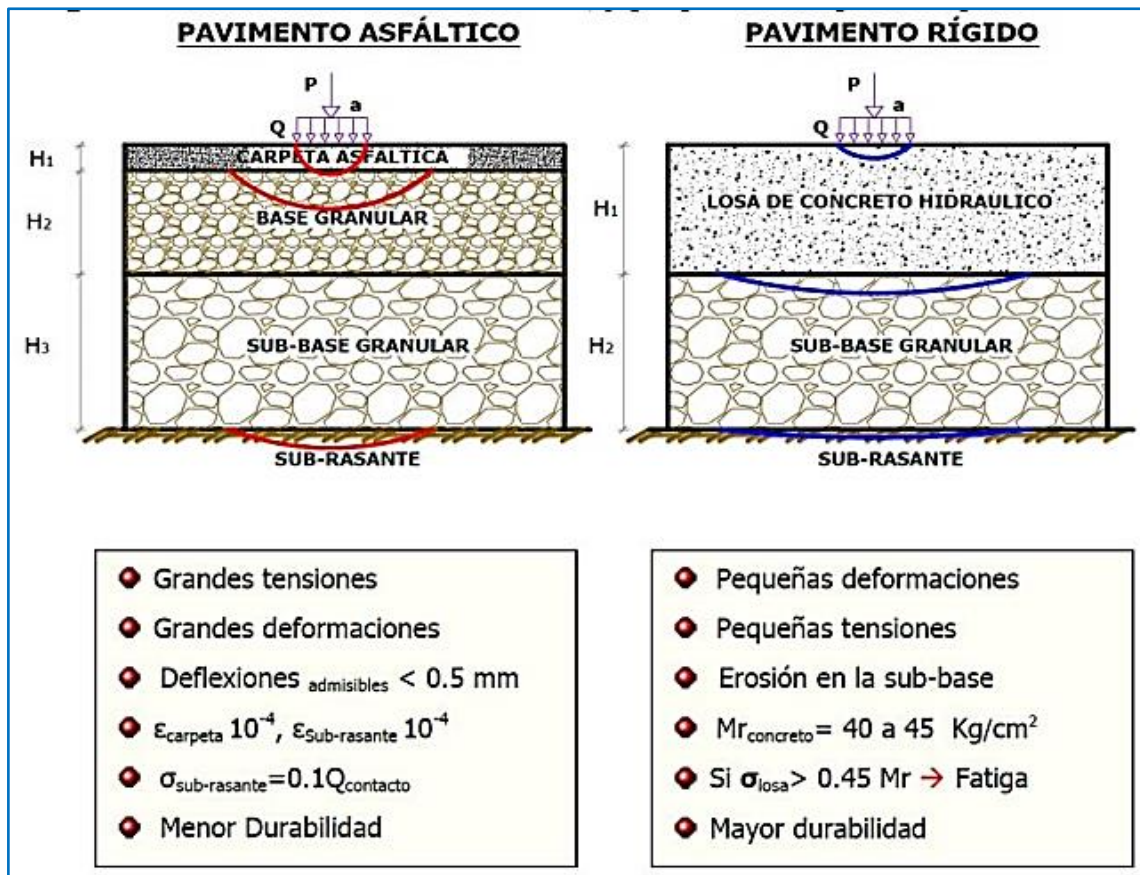 PAVIMENTO ASFÁLTICO
P
a
Q
H1
CARPETA ASFALTICA
H2
BASE GRANULAR
H3
SUB-BASE GRANULAR
SUB-RASANTE
Grandes tensiones
Grandes deformaciones
Deflexiones admisibles < 0.5 mm
εcarpeta 10-4, εSub-rasante 10-4
σsub-rasante=0.1Qcontacto
Menor Durabilidad
PAVIMENTO RÍGIDO
P
a
Q
H1
LOSA DE CONCRETO HIDRAULICO
H2
SUB-BASE GRANULAR
SUB-RASANTE
Pequeñas deformaciones
Pequeñas tensiones
Erosión en la sub-base
Mrconcreto= 40 a 45 Kg/cm2
Si σlosa> 0.45 Mr → Fatiga
Mayor durabilidad